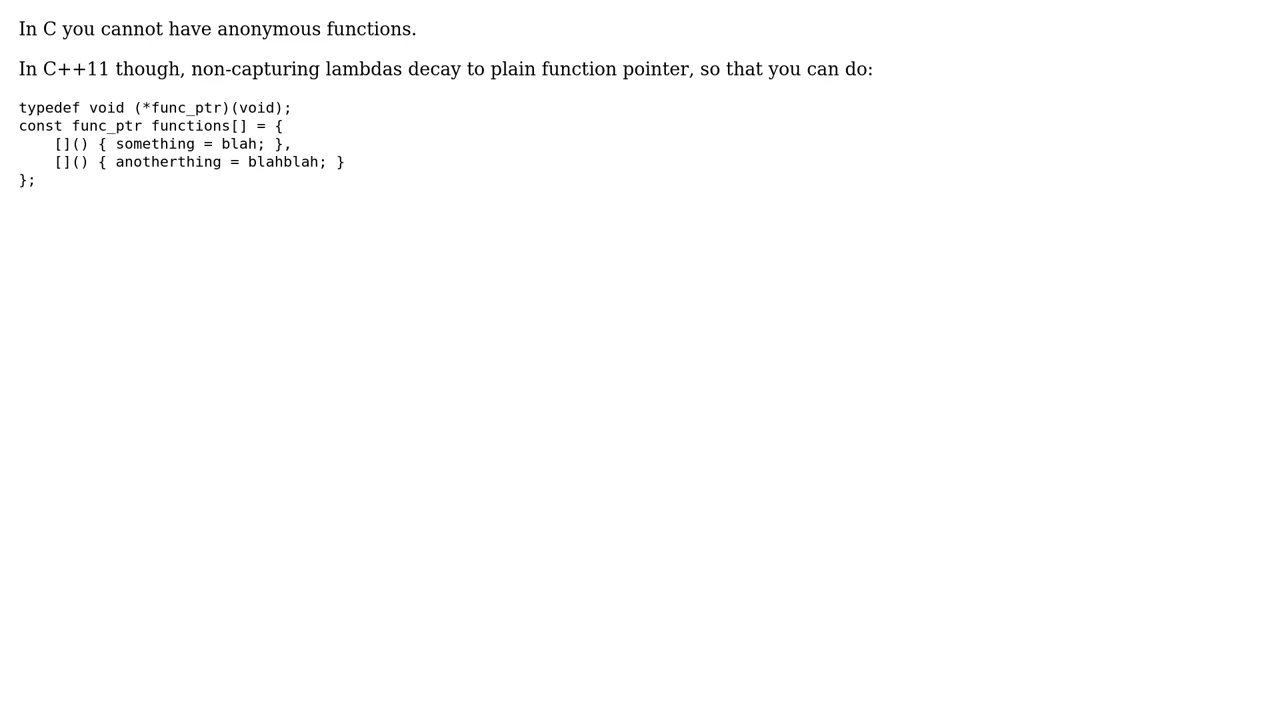 In C you cannot have anonymous functions.
In C++11 though, non-capturing lambdas decay to plain function pointer, so that you can do:
typedef void (*func_ptr)(void);
const func_ptr functions[] = {
    []() { something = blah; },
    []() { anotherthing = blahblah; }
};